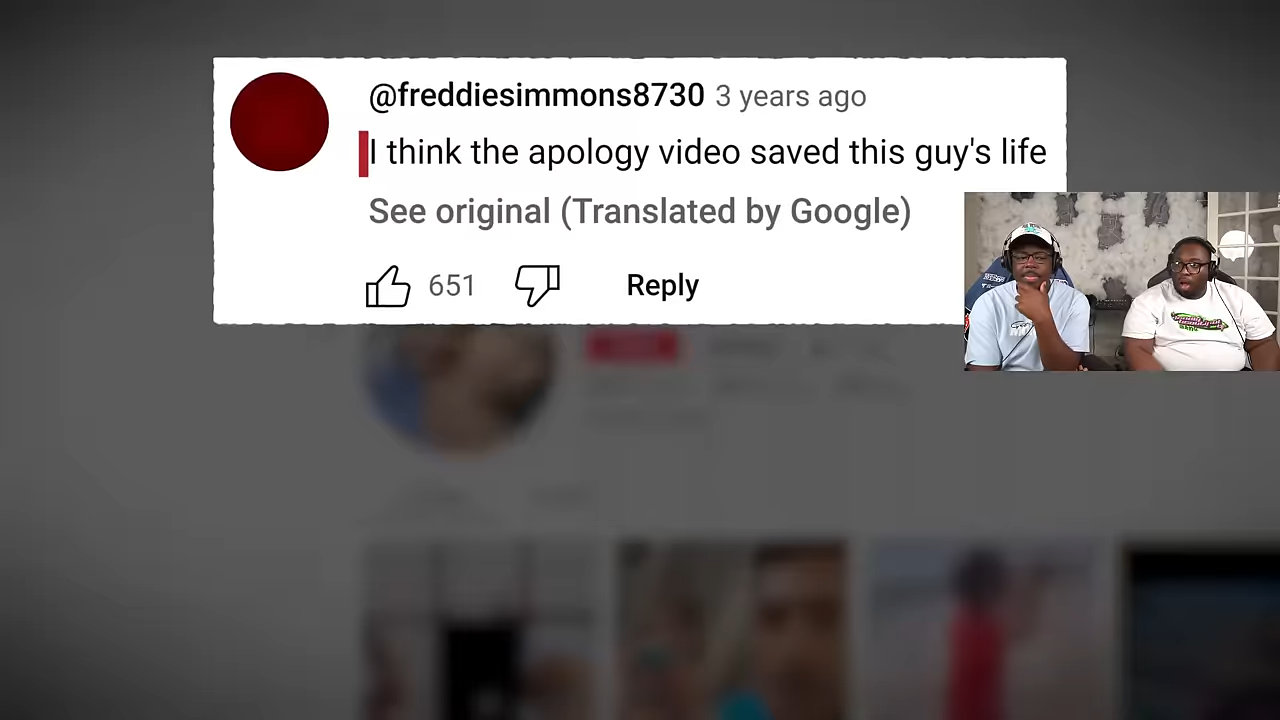 @freddiesimmons8730 3 years ago
I think the apology video saved this guy's life
See original (Translated by Google)
651
Reply